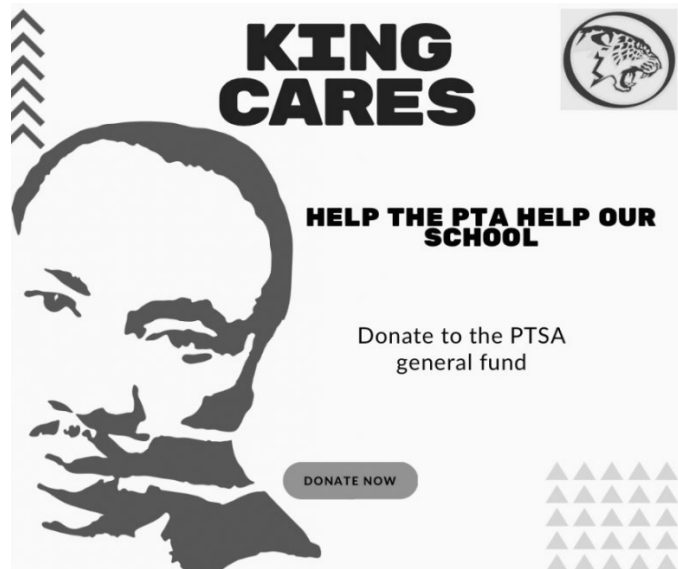 KING
CARES
HELP THE PTA HELP OUR
SCHOOL
Donate to the PTSA
general fund
DONATE NOW